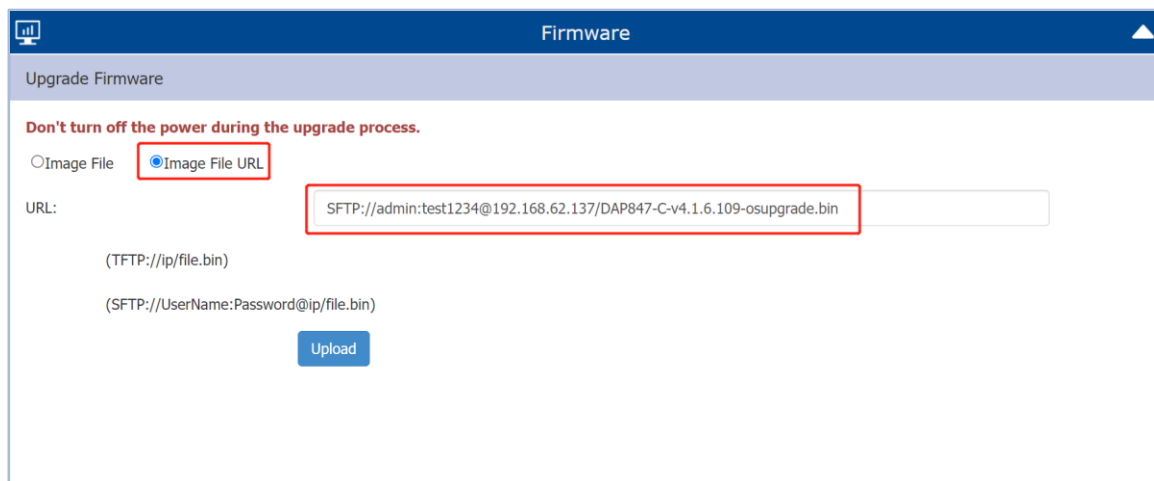 Firmware
Upgrade Firmware
Don't turn off the power during the upgrade process.
Image File Image File URL
URL: SFTP://admin:test1234@192.168.62.137/DAP847-C-v4.1.6.109-osupgrade.bin
(TFTP://ip/file.bin)
(SFTP://UserName:Password@ip/file.bin)
Upload